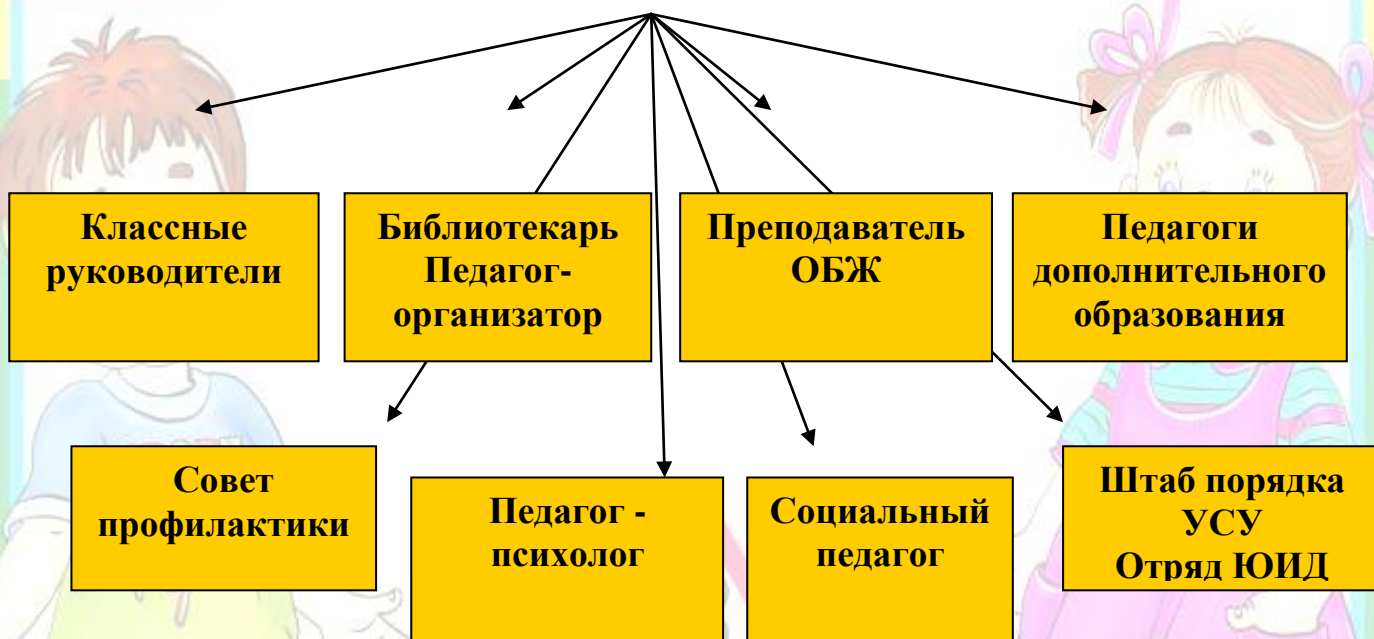 Классные
руководители
Библиотекарь
Педагог-
организатор
Преподаватель
ОБЖ
Педагоги
дополнительного
образования
Совет
профилактики
Педагог -
психолог
Социальный
педагог
Штаб порядка
УСУ
Отряд ЮИД